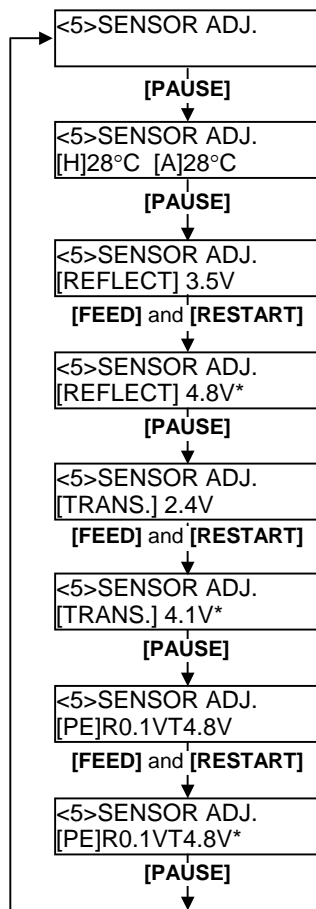 <5>SENSOR ADJ.
[PAUSE]
<5>SENSOR ADJ.
[H]28°C [A]28°C
[PAUSE]
<5>SENSOR ADJ.
[REFLECT] 3.5V
[FEED] and [RESTART]
<5>SENSOR ADJ.
[REFLECT] 4.8V*
[PAUSE]
<5>SENSOR ADJ.
[TRANS.] 2.4V
[FEED] and [RESTART]
<5>SENSOR ADJ.
[TRANS.] 4.1V*
[PAUSE]
<5>SENSOR ADJ.
[PE]R0.1VT4.8V
[FEED] and [RESTART]
<5>SENSOR ADJ.
[PE]R0.1VT4.8V*
[PAUSE]